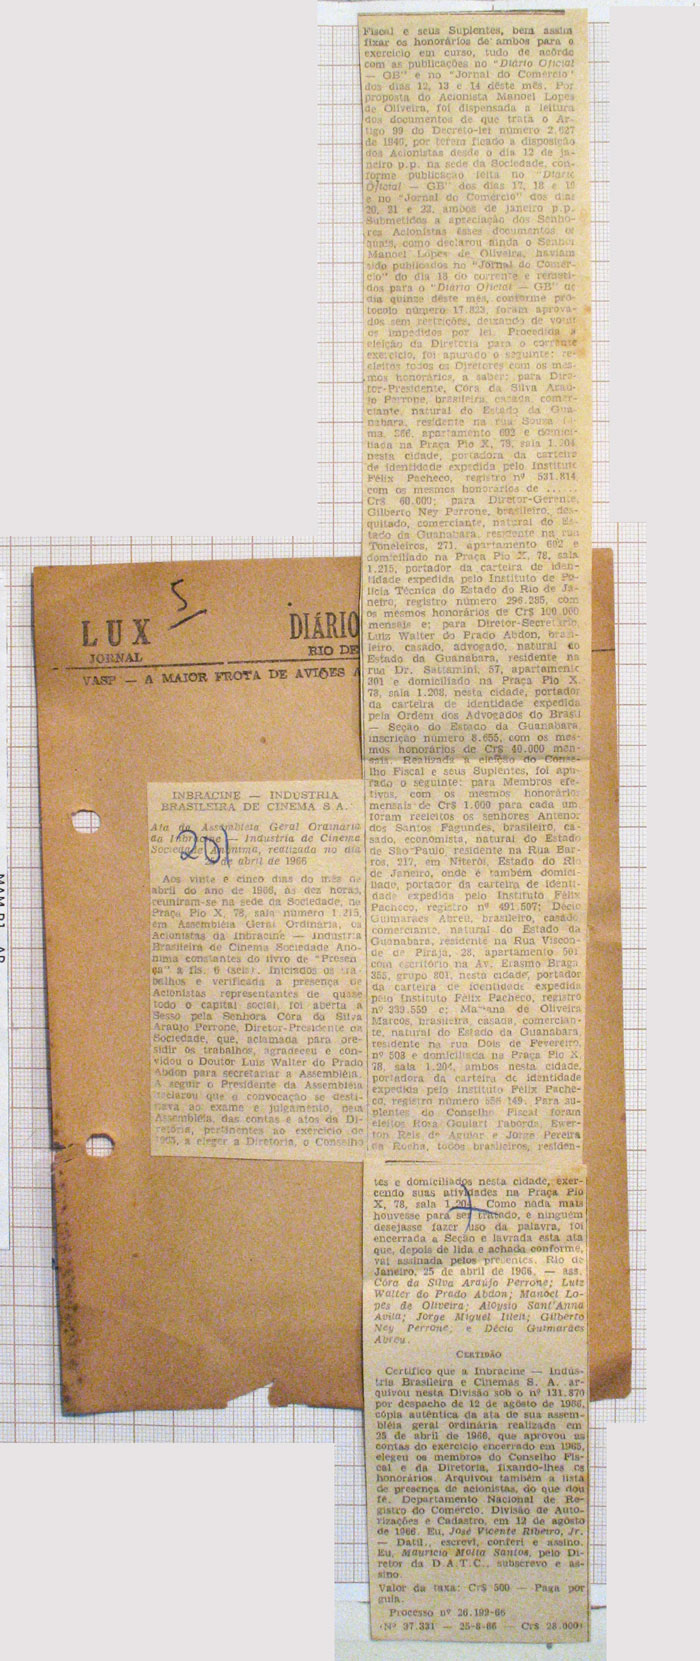 5
LUX
JORNAL
DIÁRIO
RIO DE
VASP — A MAIOR FROTA DE AVIÕES A
INBRACINE — INDUSTRIA
BRASILEIRA DE CINEMA S A.
201
Ata da Assembleia Geral Ordinaria
da Inbracine — Industria de Cinema
Sociedade Anonima, realizada no dia
de abril de 1966
Aos vinte e cinco dias do mês de
abril do ano de 1966, às dez horas,
reuniram-se na sede da Sociedade, na
Praça Pio X, 78, sala número 1.215,
em Assembléia Geral Ordinária, os
Acionistas da Inbracine — Industria
Brasileira de Cinema Sociedade Anô-
nima constantes do livro de "Presen
ça" a fls. 6 (seis). Iniciados os tra-
balhos e verificada a presença de
Acionistas representantes de quase
todo o capital social, foi aberta a
Sesso pela Senhora Córa da Silva
Araujo Perrone, Diretor-Presidente da
Sociedade, que, aclamada para pre-
sidir os trabalhos, agradeceu e con-
vidou o Doutor Luiz Walter do Prado
Abdon para secretariar a Assembléia.
A seguir o Presidente da Assembléia
declarou que a convocação se desti-
nava ao exame e julgamento, pela
Assembléia, das contas e atos da Di-
retória, pertinentes ao exercicio de
1965, a eleger a Diretoria, o Conselho
Fiscal e seus Suplentes, bem assim
fixar os honorários de ambos para o
exercício em curso, tudo de acôrde
com as publicações no "Diário Oficial
— GB" e no "Jornal do Comércio"
dos dias 12, 13 e 14 dêste mês. Por
proposta do Acionista Manoel Lopes
de Oliveira, foi dispensada a leitura
dos documentos de que trata o Ar-
tigo 99 do Decreto-lei número 2.627
de 1940, por terem ficado a disposição
dos Acionistas desde o dia 12 de ja-
neiro p.p. na sede da Sociedade, con-
forme publicação feita no "Diário
Oficial — GB" dos dias 17, 18 e 19
e no "Jornal do Comércio" dos dias
20, 21 e 22, ambos de janeiro p.p.
Submetidos a apreciação dos Senho-
res Acionistas êsses documentos os
quais, como declarou ainda o Senhor
Manoel Lopes de Oliveira, haviam
sido publicados no "Jornal do Comér-
cio" do dia 18 do corrente e remeti-
dos para o "Diário Oficial — GB" de
dia quinze dêste mês, conforme pro-
tocolo número 17.823, foram aprova-
dos sem restrições, deixando de votar
os impedidos por lei. Procedida a
eleição da Diretoria para o corrente
exercício, foi apurado o seguinte: re-
eleitos todos os Diretores com os mes-
mos honorários, a saber: para Dire-
tor-Presidente, Córa da Silva Araú-
jo Perrone, brasileira, casada, comer-
ciante, natural do Estado da Gua-
nabara, residente na rua Sousa Li-
ma, 366, apartamento 602 e domici-
liada na Praça Pio X, 78, sala 1.204
nesta cidade, portadora da carteira
de identidade expedida pelo Instituto
Félix Pacheco, registro nº 531.814,
com os mesmos honorários de ......
Cr$ 60.000; para Diretor-Gerente,
Gilberto Ney Perrone, brasileiro, des-
quitado, comerciante, natural do Es-
tado da Guanabara, residente na rua
Toneleiros, 271, apartamento 602 e
domiciliado na Praça Pio X, 78, sala
1.215, portador da carteira de iden-
tidade expedida pelo Instituto de Po-
licia Técnica do Estado do Rio de Ja-
neiro, registro número 296.285, com
os mesmos honorários de Cr$ 100.000
mensais e; para Diretor-Secretário,
Luiz Walter do Prado Abdon, brasi-
leiro, casado, advogado, natural do
Estado da Guanabara, residente na
rua Dr. Sattamini, 57, apartamento
301 e domiciliado na Praça Pio X.
78, sala 1.208, nesta cidade, portador
da carteira de identidade expedida
pela Ordem dos Advogados do Brasil
— Seção do Estado da Guanabara,
inscrição número 8.655, com os mes-
mos honorários de Cr$ 40.000 men-
sais. Realizada a eleição do Conse-
lho Fiscal e seus Suplentes, foi apu-
rado o seguinte: para Membros efe-
tivos, com os mesmos honorários
mensais de Cr$ 1.000 para cada um
foram reeleitos os senhores Antenor
dos Santos Fagundes, brasileiro, ca-
sado, economista, natural do Estado
de São Paulo residente na Rua Bar-
ros, 217, em Niterói, Estado do Rio
de Janeiro, onde é também domici-
liado, portador da carteira de identi-
dade expedida pelo Instituto Félix
Pacheco, registro nº 491.507; Décio
Guimarães Abreu, brasileiro, casado
comerciante, natural do Estado da
Guanabara, residente na Rua Viscon-
de de Pirajá, 28, apartamento 501
com escritório na Av. Erasmo Braga
255, grupo 801, nesta cidade, portador
da carteira de identidade expedida
pelo Instituto Félix Pacheco, registro
nº 339.559 e; Mariana de Oliveira
Marcos, brasileira, casada, comercian-
te, natural do Estado da Guanabara,
residente na rua Dois de Fevereiro,
nº 503 e domiciliada na Praça Pio X,
78, sala 1.204, ambos nesta cidade,
portadora da carteira de identidade
expedida pelo Instituto Félix Pache-
co, registro número 556 149. Para su-
plentes do Conselho Fiscal foram
eleitos Rosa Goulart Taborda, Ewer-
ton Reis de Aguiar e Jorge Pereira
da Rocha, todos brasileiros, residen-
tes e domiciliados nesta cidade, exer-
cendo suas atividades na Praça Pio
X, 78, sala 1.204. Como nada mais
houvesse para ser tratado, e ninguém
desejasse fazer uso da palavra, foi
encerrada a Seção e lavrada esta ata
que, depois de lida e achada conforme,
vai assinada pelos presentes. Rio de
Janeiro, 25 de abril de 1966. — ass.
Córa da Silva Araújo Perrone; Luiz
Walter do Prado Abdon; Manoel Lo-
pes de Oliveira; Aloysio Sant'Anna
Avila; Jorge Miguel Illeli; Gilberto
Ney Perrone; e Décio Guimarães
Abreu.
CERTIDÃO
Certifico que a Inbracine — Indus-
tria Brasileira e Cinemas S. A. ar-
quivou nesta Divisão sob o nº 131.870
por despacho de 12 de agôsto de 1966,
cópia autêntica da ata de sua assem-
bléia geral ordinária realizada em
25 de abril de 1966, que aprovou as
contas do exercício encerrado em 1965,
elegeu os membros do Conselho Fis-
cal e da Diretoria, fixando-lhes os
honorários. Arquivou também a lista
de presença de acionistas, do que dou
fé. Departamento Nacional de Re-
gistro do Comércio. Divisão de Auto-
rizações e Cadastro, em 12 de agôsto
de 1966. Eu, José Vicente Ribeiro, Jr.
— Datil., escrevi, conferi e assino.
Eu, Mauricio Motta Santos, pelo Di-
retor da D.A.T.C., subscrevo e as-
sino.
Valor da taxa: Cr$ 500 — Paga por
guia.
Processo nº 26.199-66
(Nº 37.331 — 25-8-66 — Cr$ 28.000)